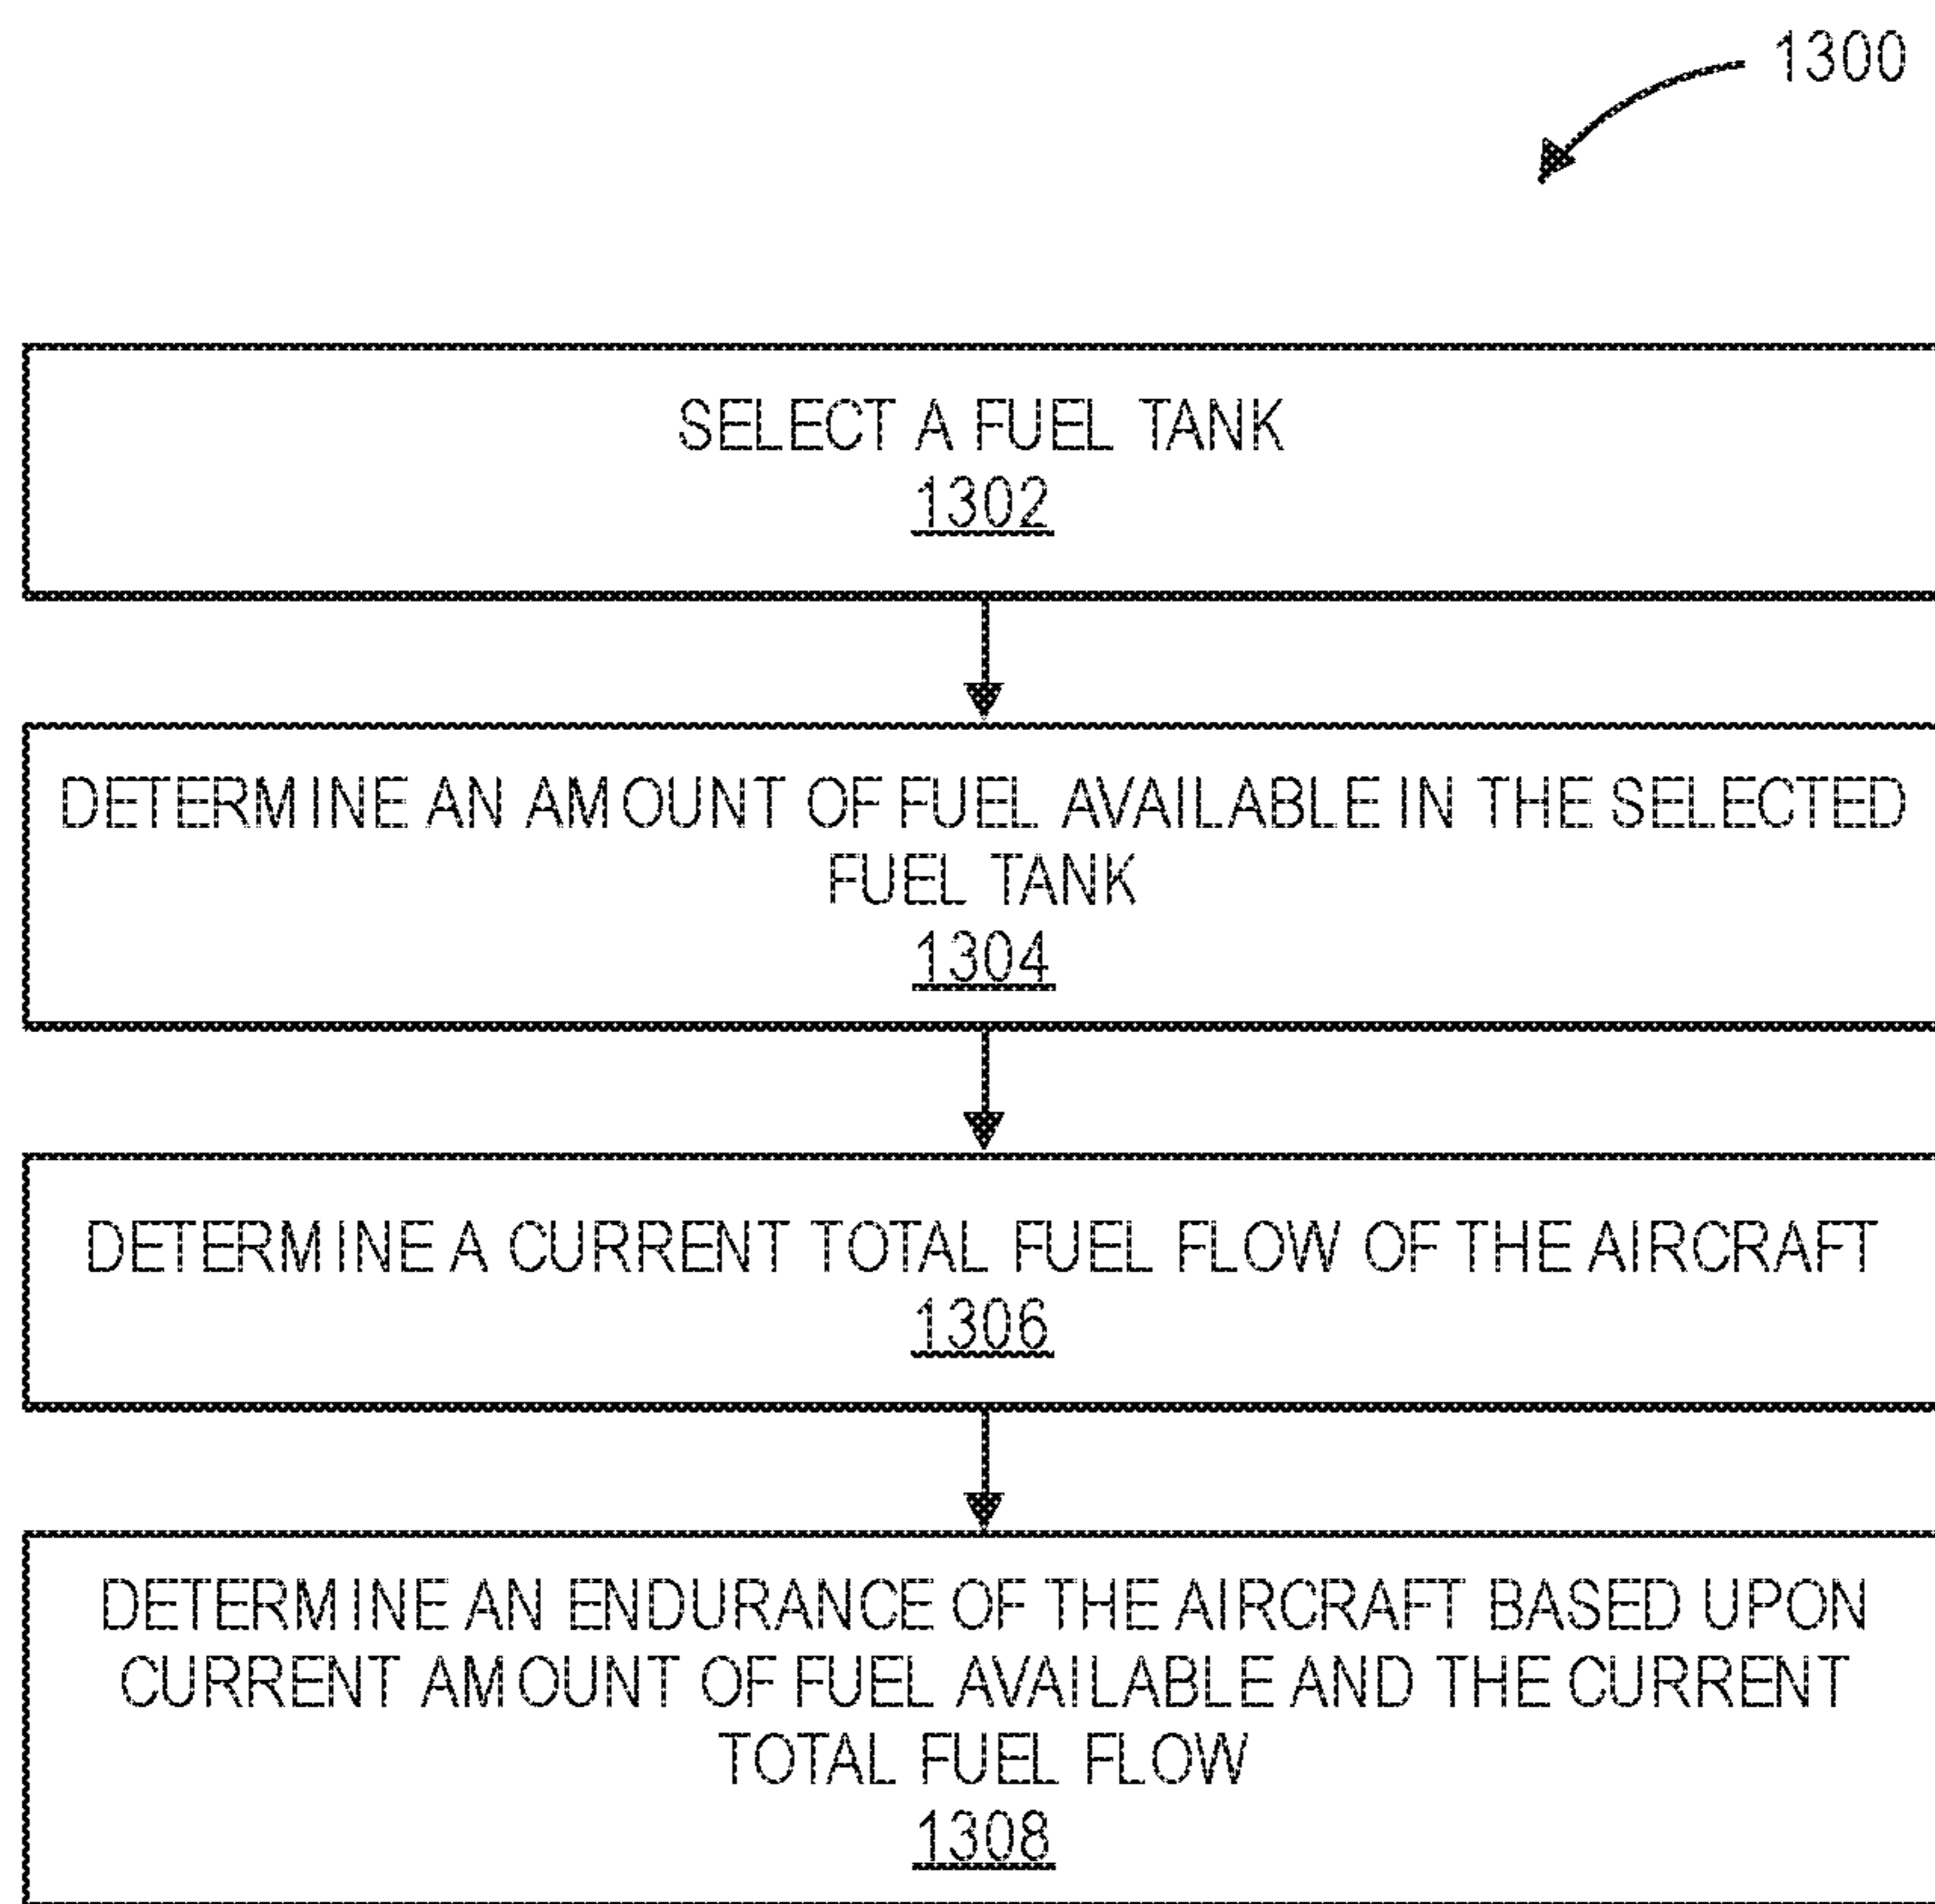 1300
SELECT A FUEL TANK
1302
DETERMINE AN AMOUNT OF FUEL AVAILABLE IN THE SELECTED
FUEL TANK
1304
DETERMINE A CURRENT TOTAL FUEL FLOW OF THE AIRCRAFT
1306
DETERMINE AN ENDURANCE OF THE AIRCRAFT BASED UPON
CURRENT AMOUNT OF FUEL AVAILABLE AND THE CURRENT
TOTAL FUEL FLOW
1308